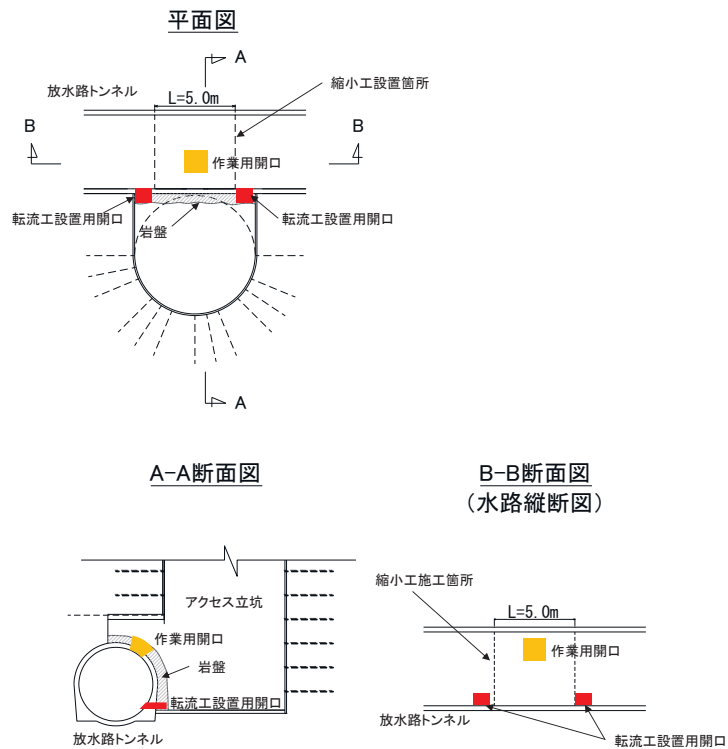 平面図
A
放水路トンネル
L=5.0m
縮小工設置箇所
B
B
作業用開口
転流工設置用開口
岩盤
転流工設置用開口
A
A-A断面図
アクセス立坑
作業用開口
岩盤
転流工設置用開口
放水路トンネル
B-B断面図
（水路縦断図）
縮小工施工箇所
L=5.0m
作業用開口
放水路トンネル
転流工設置用開口